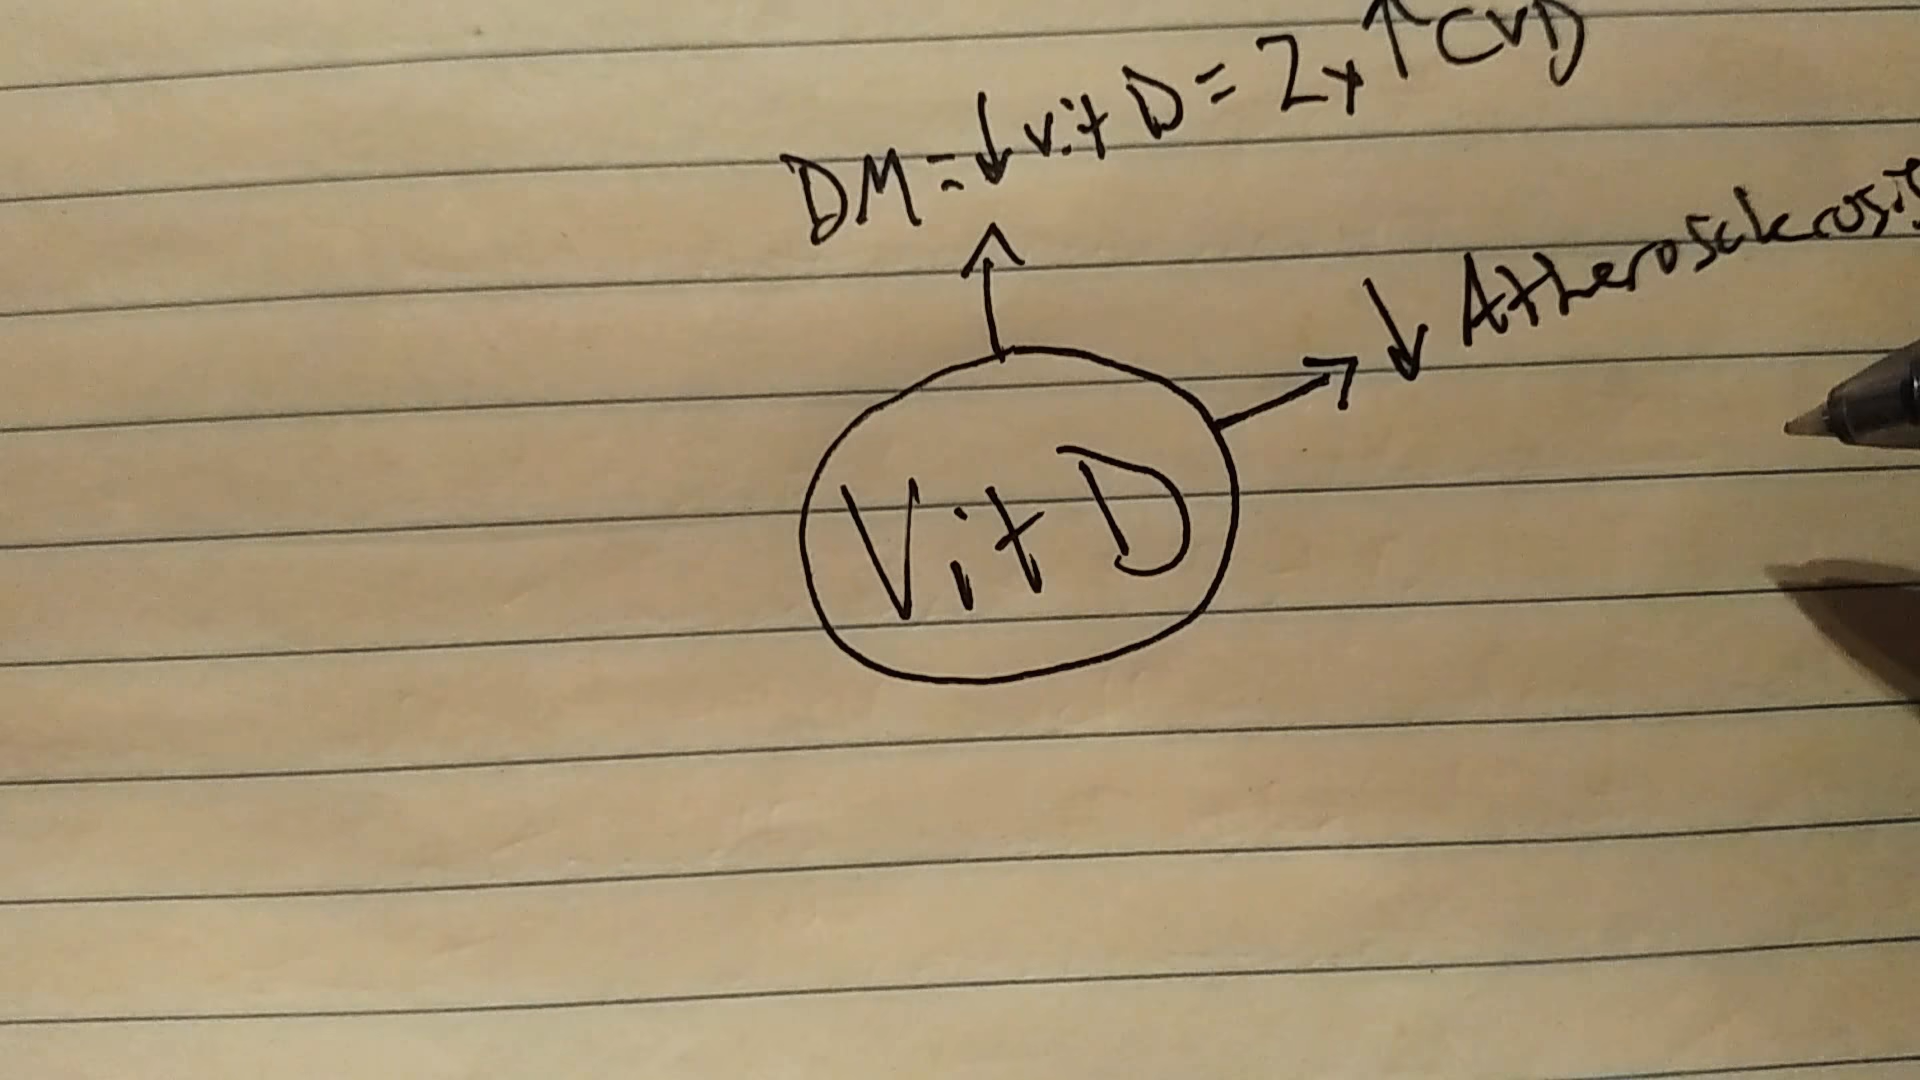 DM = ↓ vit D = 2x ↑ CVD
↓ Atherosclerosis
Vit D